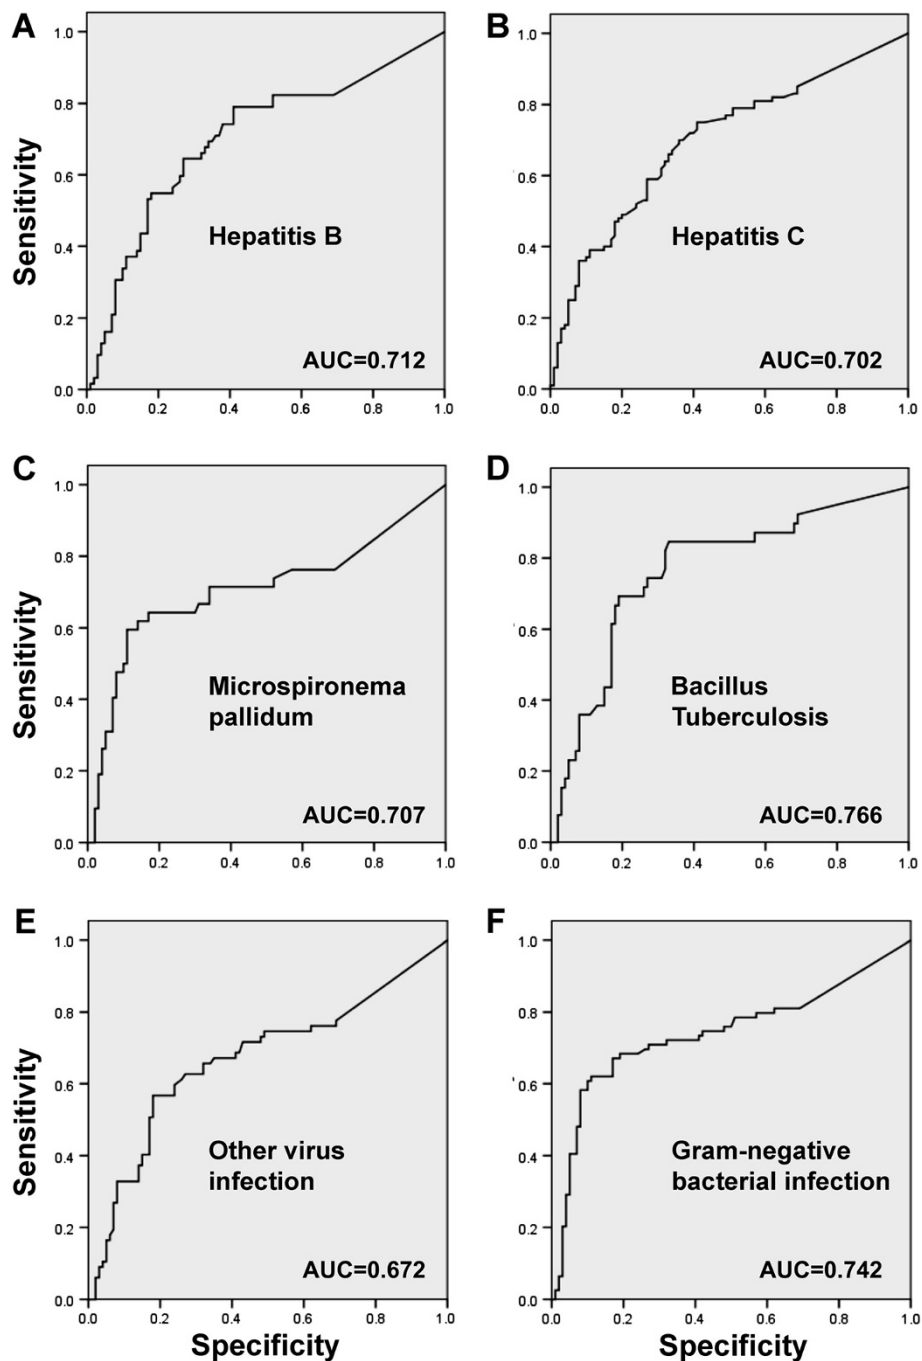 A
1.0
0.8
0.6
0.4
0.2
0.0
0.0 0.2 0.4 0.6 0.8 1.0
Sensitivity
Hepatitis B
AUC=0.712
B
1.0
0.8
0.6
0.4
0.2
0.0
0.0 0.2 0.4 0.6 0.8 1.0
Hepatitis C
AUC=0.702
C
1.0
0.8
0.6
0.4
0.2
0.0
0.0 0.2 0.4 0.6 0.8 1.0
Sensitivity
Microspironema
pallidum
AUC=0.707
D
1.0
0.8
0.6
0.4
0.2
0.0
0.0 0.2 0.4 0.6 0.8 1.0
Bacillus
Tuberculosis
AUC=0.766
E
1.0
0.8
0.6
0.4
0.2
0.0
0.0 0.2 0.4 0.6 0.8 1.0
Sensitivity
Other virus
infection
AUC=0.672
Specificity
F
1.0
0.8
0.6
0.4
0.2
0.0
0.0 0.2 0.4 0.6 0.8 1.0
Gram-negative
bacterial infection
AUC=0.742
Specificity